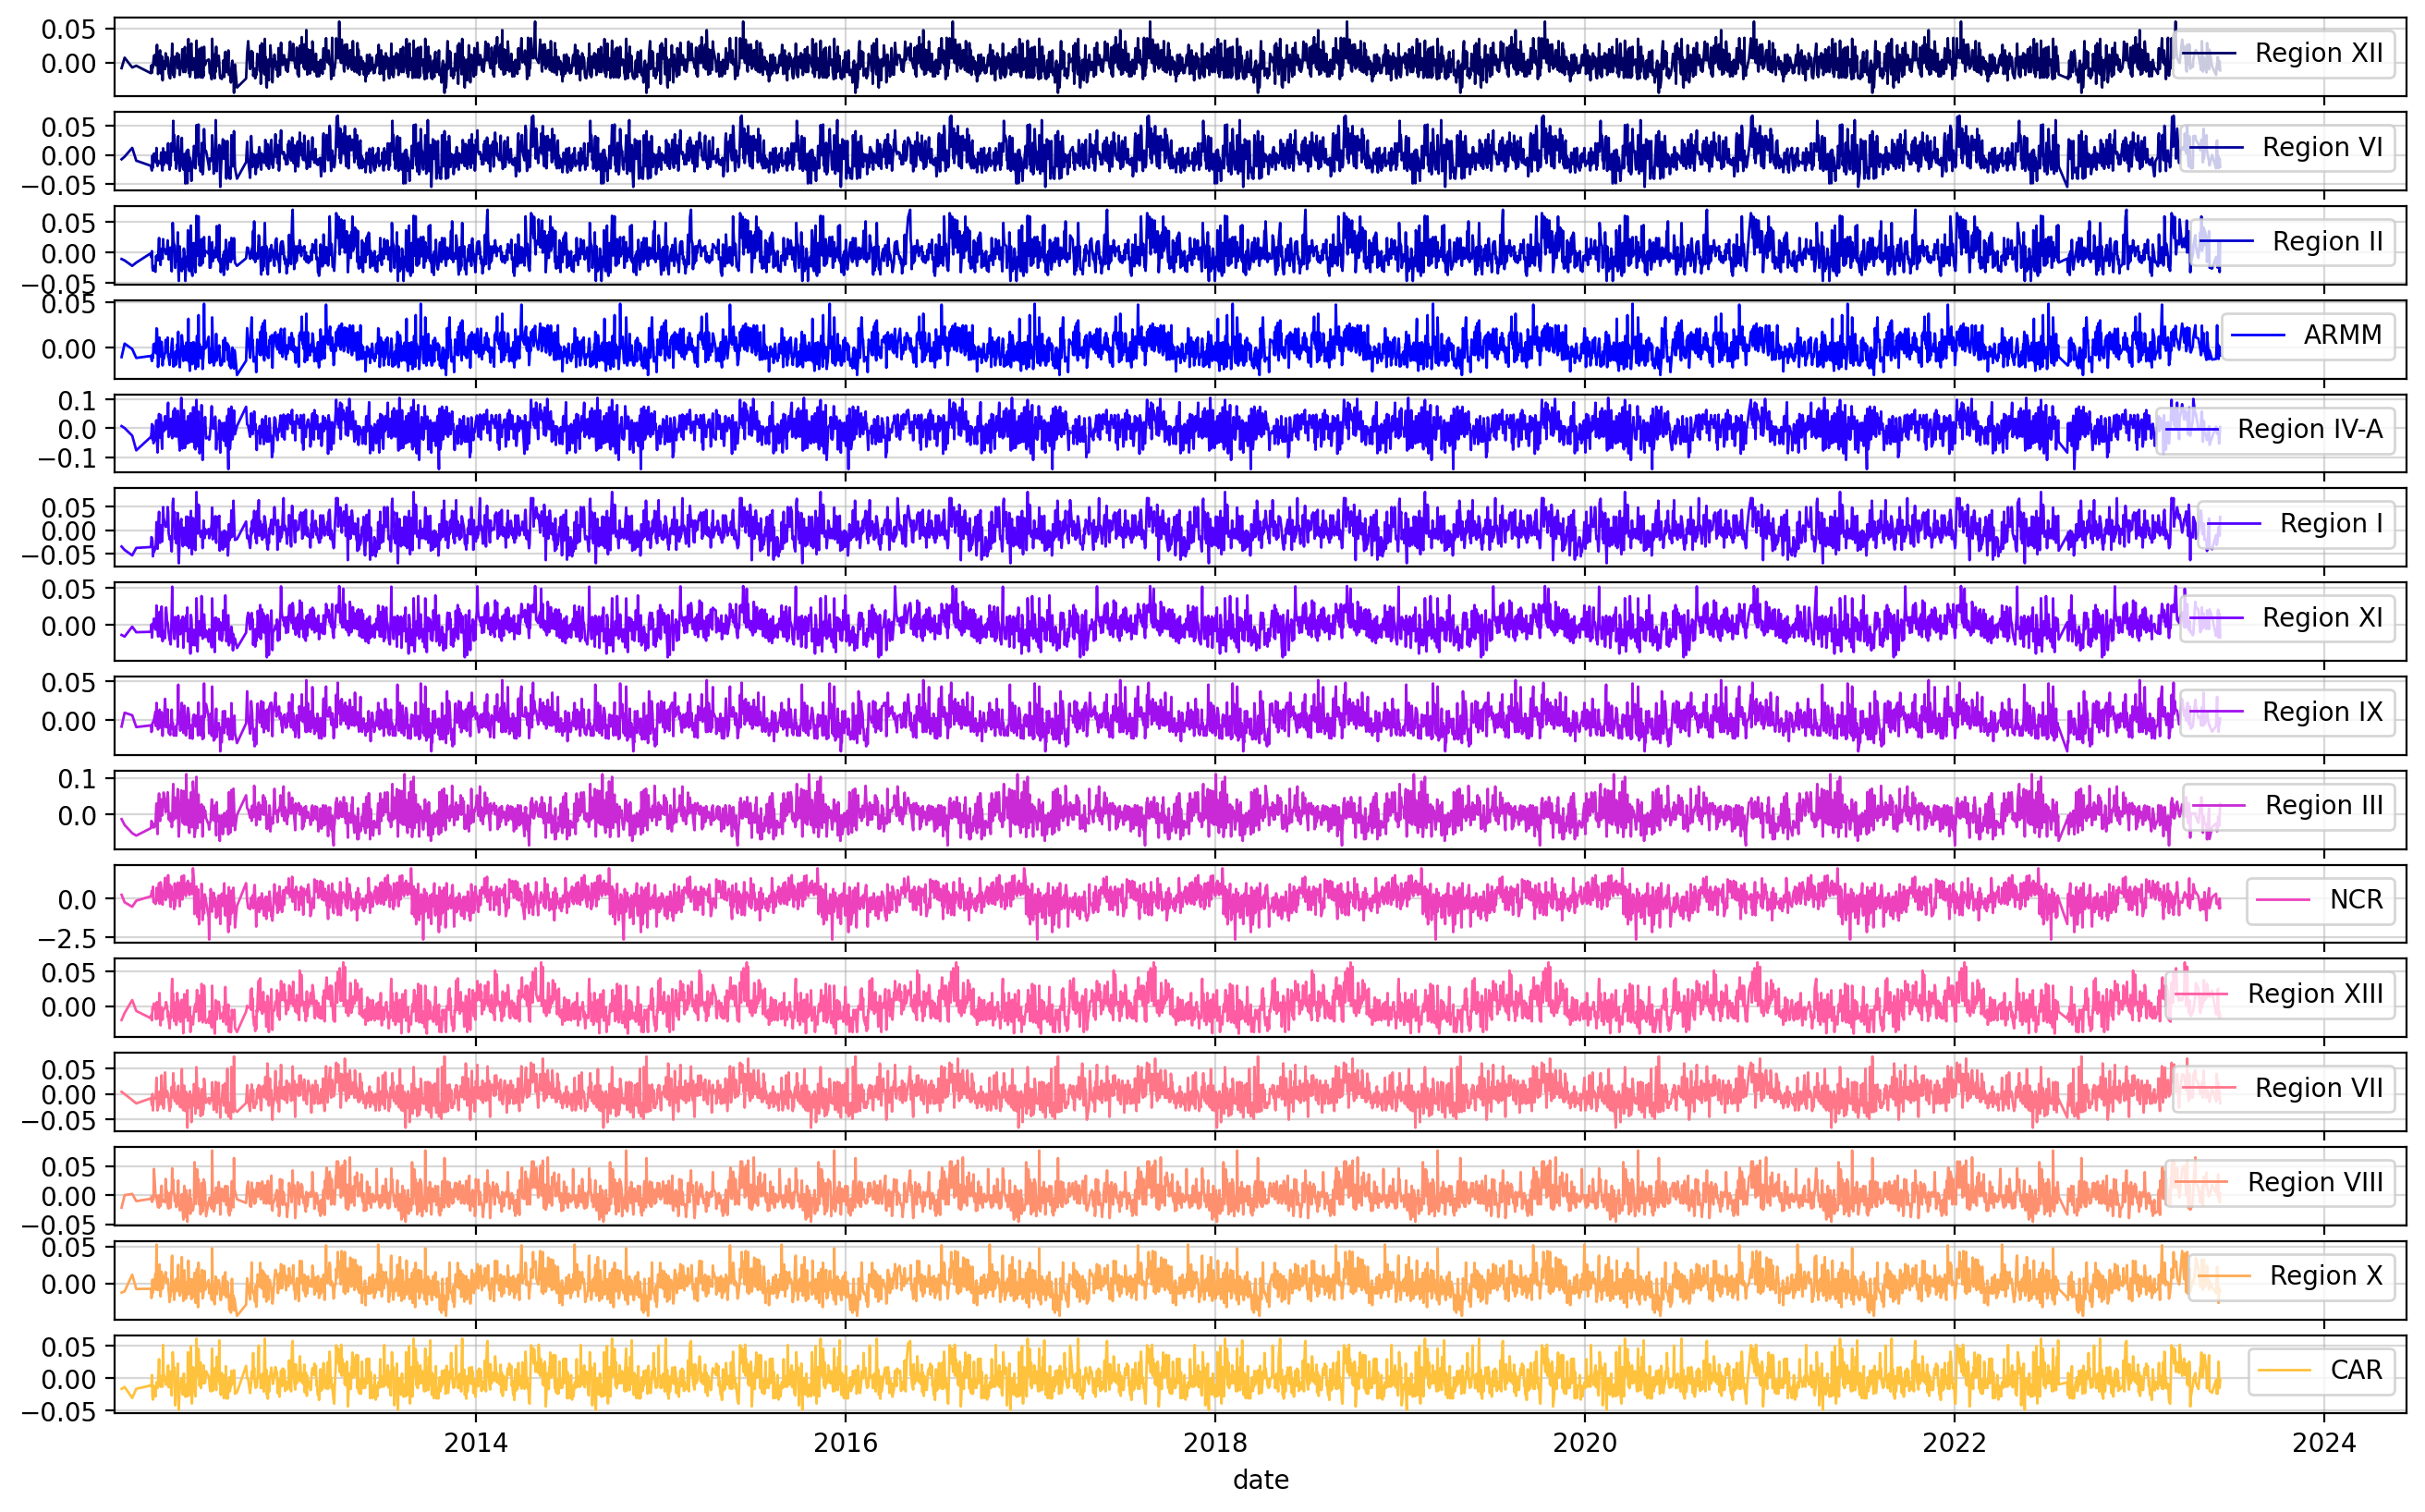 0.05
0.00
Region XII
0.05
0.00
−0.05
Region VI
0.05
0.00
−0.05
Region II
0.05
0.00
ARMM
0.1
0.0
−0.1
Region IV-A
0.05
0.00
−0.05
Region I
0.05
0.00
Region XI
0.05
0.00
Region IX
0.1
0.0
Region III
0.0
−2.5
NCR
0.05
0.00
Region XIII
0.05
0.00
−0.05
Region VII
0.05
0.00
−0.05
Region VIII
0.05
0.00
Region X
0.05
0.00
−0.05
CAR
2014 2016 2018 2020 2022 2024
date